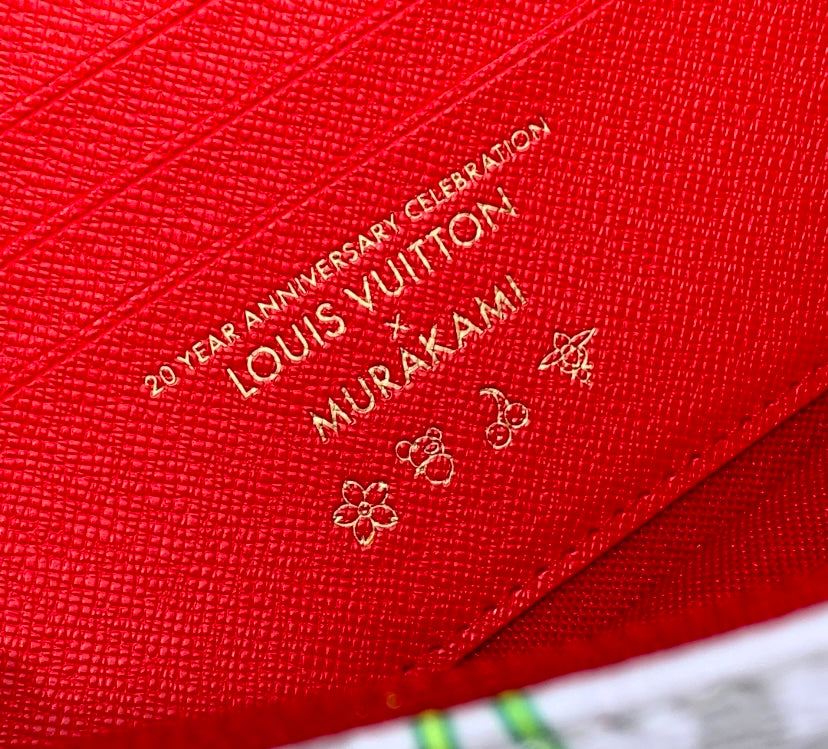 20 YEAR ANNIVERSARY CELEBRATION
LOUIS VUITTON
×
MURAKAMI